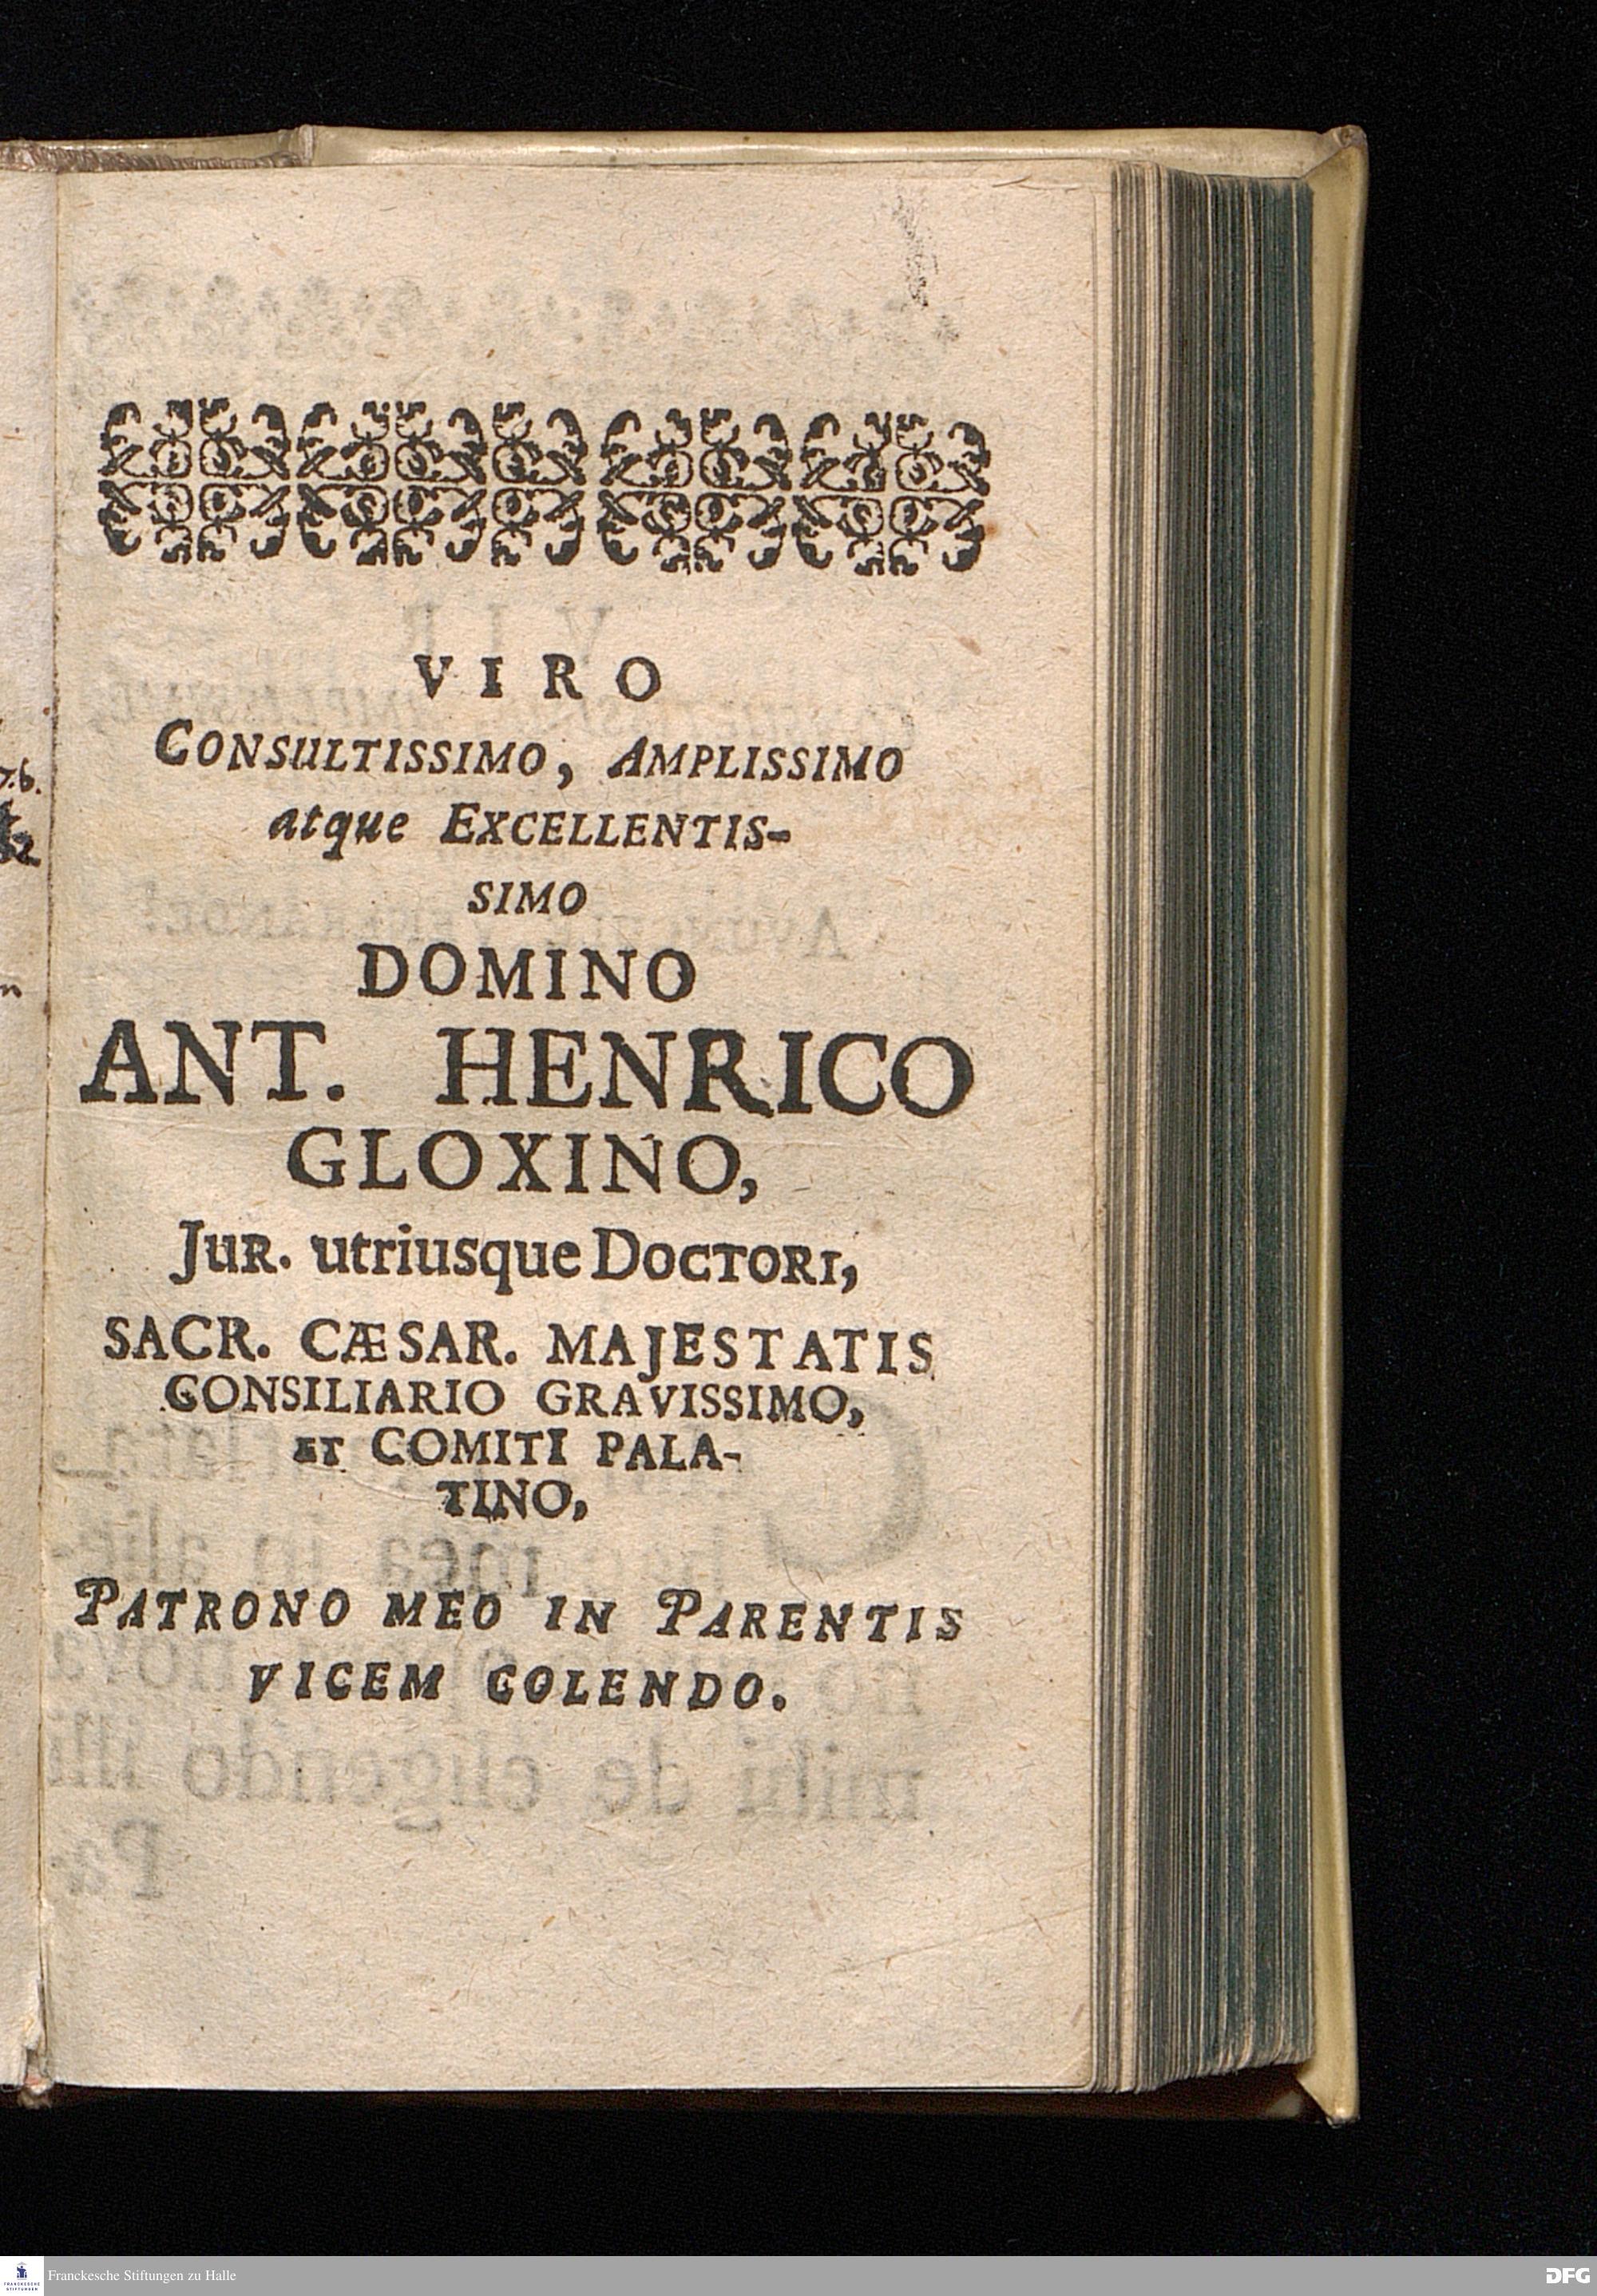 VIRO
CONSULTISSIMO, AMPLISSIMO
atque EXCELLENTIS-
SIMO
DOMINO
ANT. HENRICO
GLOXINO,
JUR. utriusque DOCTORI,
SACR. CÆSAR. MAJESTATIS
CONSILIARIO GRAVISSIMO,
ET COMITI PALA-
TINO,
PATRONO MEO IN PARENTIS
VICEM COLENDO.
Franckesche Stiftungen zu Halle
DFG